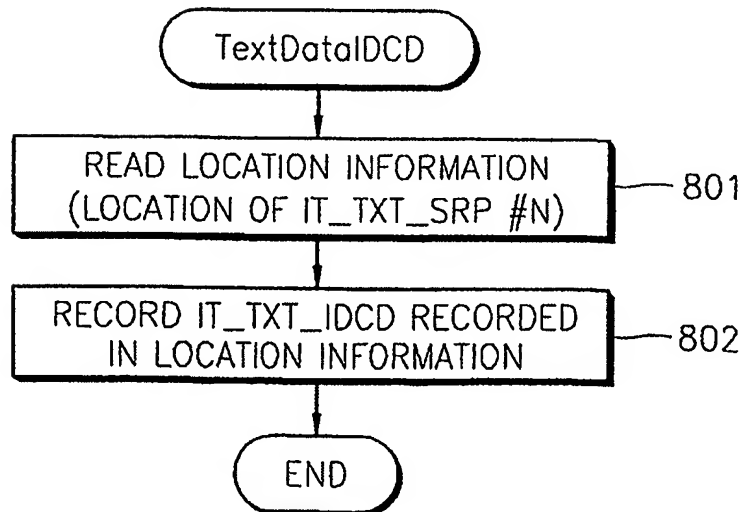 TextDataIDCD
READ LOCATION INFORMATION
(LOCATION OF IT_TXT_SRP #N)
801
RECORD IT_TXT_IDCD RECORDED
IN LOCATION INFORMATION
802
END